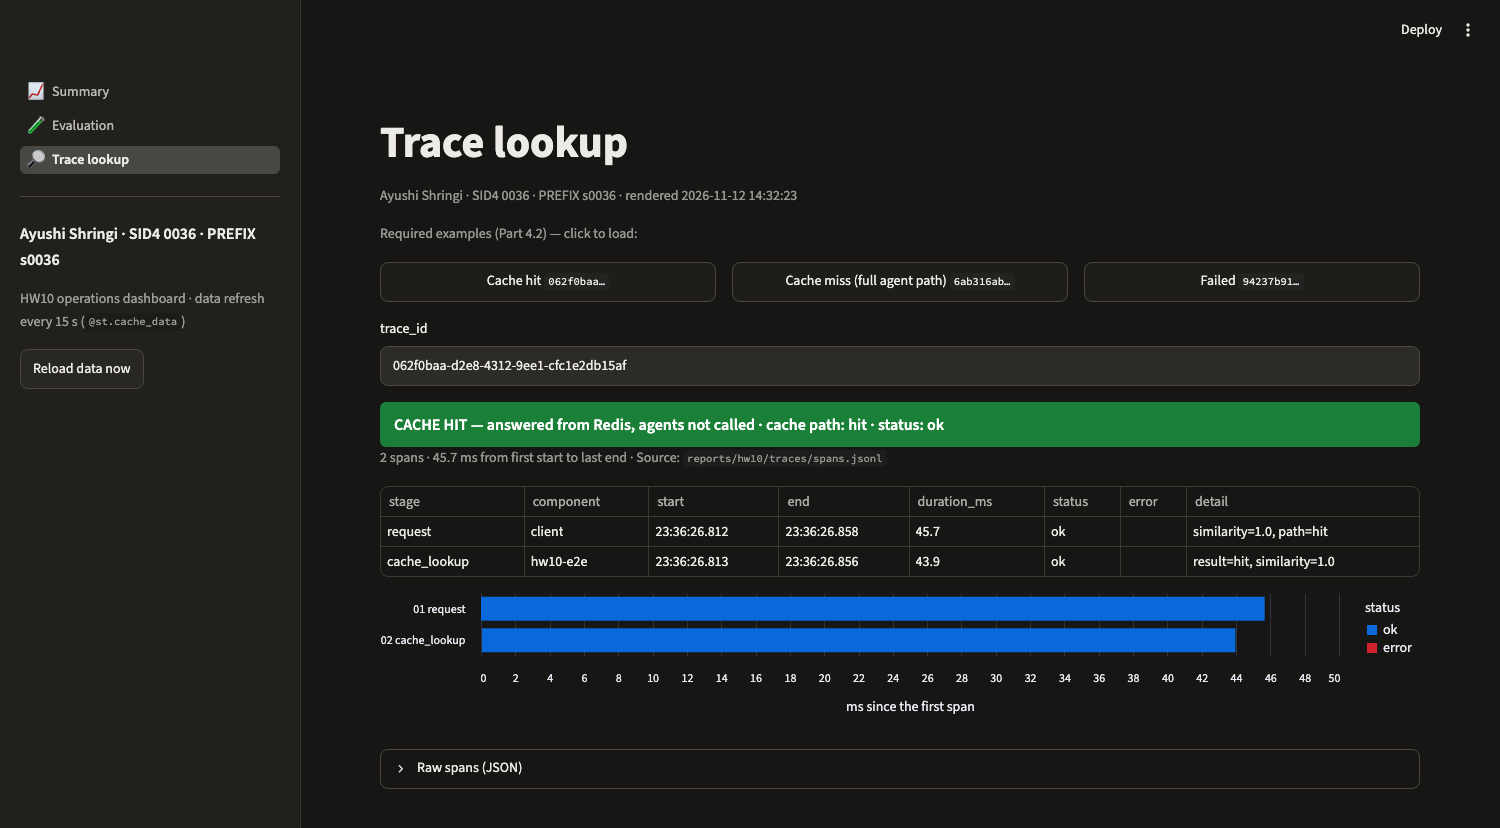 Deploy
Summary
Evaluation
Trace lookup
Ayushi Shringi · SID4 0036 · PREFIX
s0036
HW10 operations dashboard · data refresh
every 15 s ( @st.cache_data )
Reload data now
Trace lookup
Ayushi Shringi · SID4 0036 · PREFIX s0036 · rendered 2026-11-12 14:32:23
Required examples (Part 4.2) — click to load:
Cache hit 062f0baa… Cache miss (full agent path) 6ab316ab… Failed 94237b91…
trace_id
062f0baa-d2e8-4312-9ee1-cfc1e2db15af
CACHE HIT — answered from Redis, agents not called · cache path: hit · status: ok
2 spans · 45.7 ms from first start to last end · Source: reports/hw10/traces/spans.jsonl
stage component start end duration_ms status error detail
request client 23:36:26.812 23:36:26.858 45.7 ok similarity=1.0, path=hit
cache_lookup hw10-e2e 23:36:26.813 23:36:26.856 43.9 ok result=hit, similarity=1.0
01 request
02 cache_lookup
0 2 4 6 8 10 12 14 16 18 20 22 24 26 28 30 32 34 36 38 40 42 44 46 48 50
ms since the first span
status
ok
error
Raw spans (JSON)